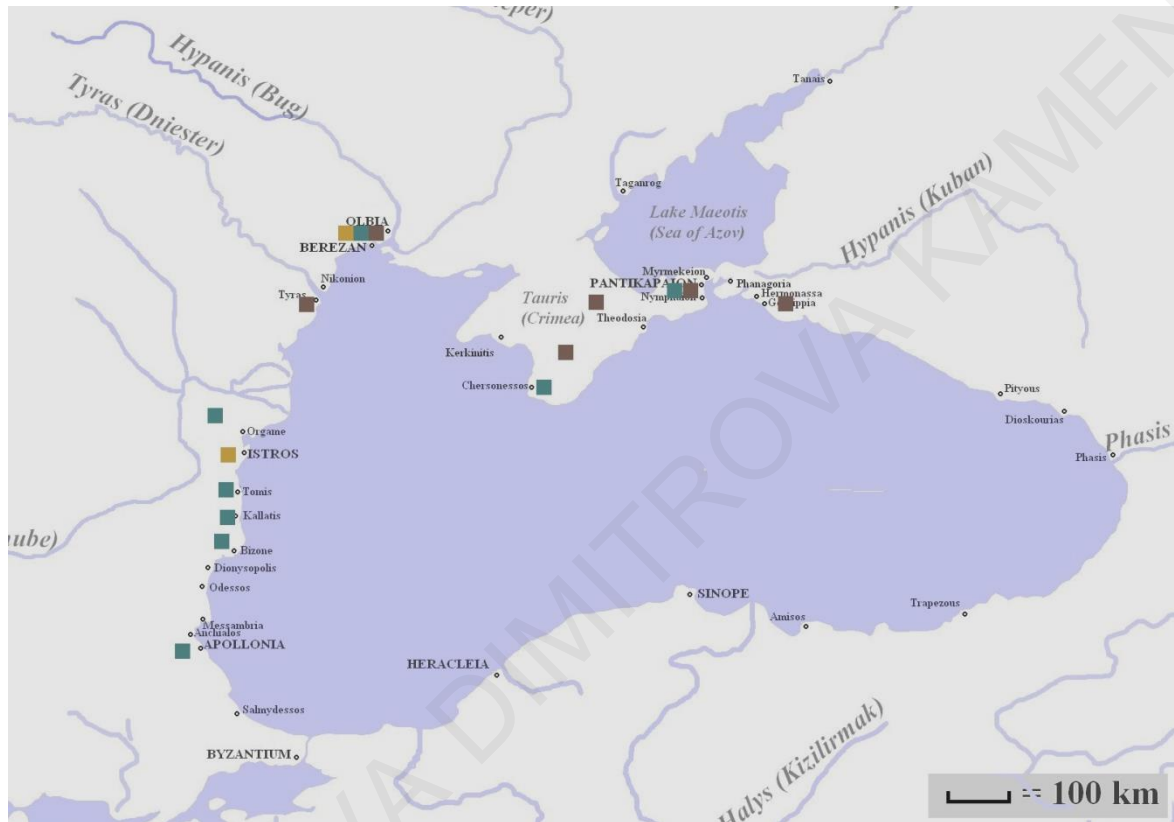 Hypanis (Bug)
Tyras (Dniester)
Tanais
Taganrog
Lake Maeotis
(Sea of Azov)
Hypanis (Kuban)
OLBIA
BEREZAN
Nikonion
Tyras
Myrmekeion
PANTIKAPAION
Nymphaion
Phanagoria
Hermonassa
Tauris
(Crimea)
Theodosia
Kerkinitis
Chersonessos
Pityous
Dioskourias
Phasis
Phasis
Orgame
ISTROS
Tomis
Kallatis
Bizone
Dionysopolis
Odessos
Messambria
Anchialos
APOLLONIA
SINOPE
Amisos
Trapezous
HERACLEIA
Salmydessos
BYZANTIUM
Halys (Kizilirmak)
= 100 km
DIMITROVA KAMEN